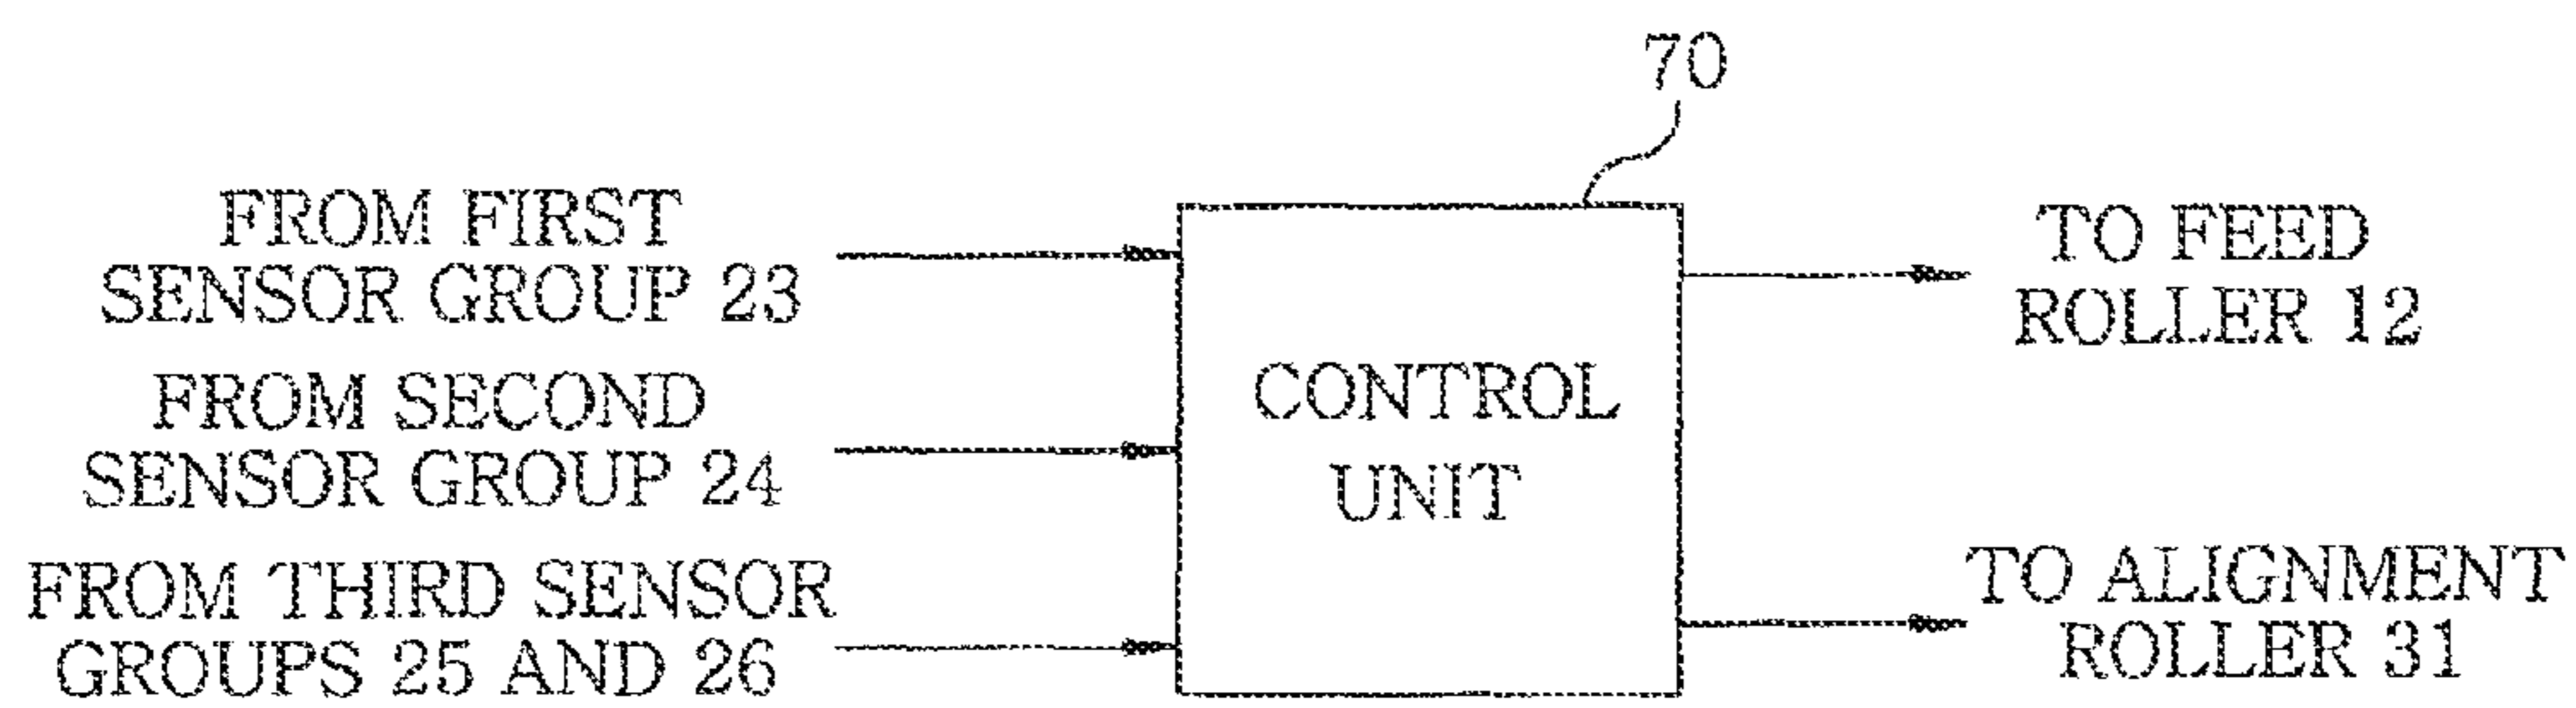 70
FROM FIRST
SENSOR GROUP 23
FROM SECOND
SENSOR GROUP 24
FROM THIRD SENSOR
GROUPS 25 AND 26
CONTROL
UNIT
TO FEED
ROLLER 12
TO ALIGNMENT
ROLLER 31